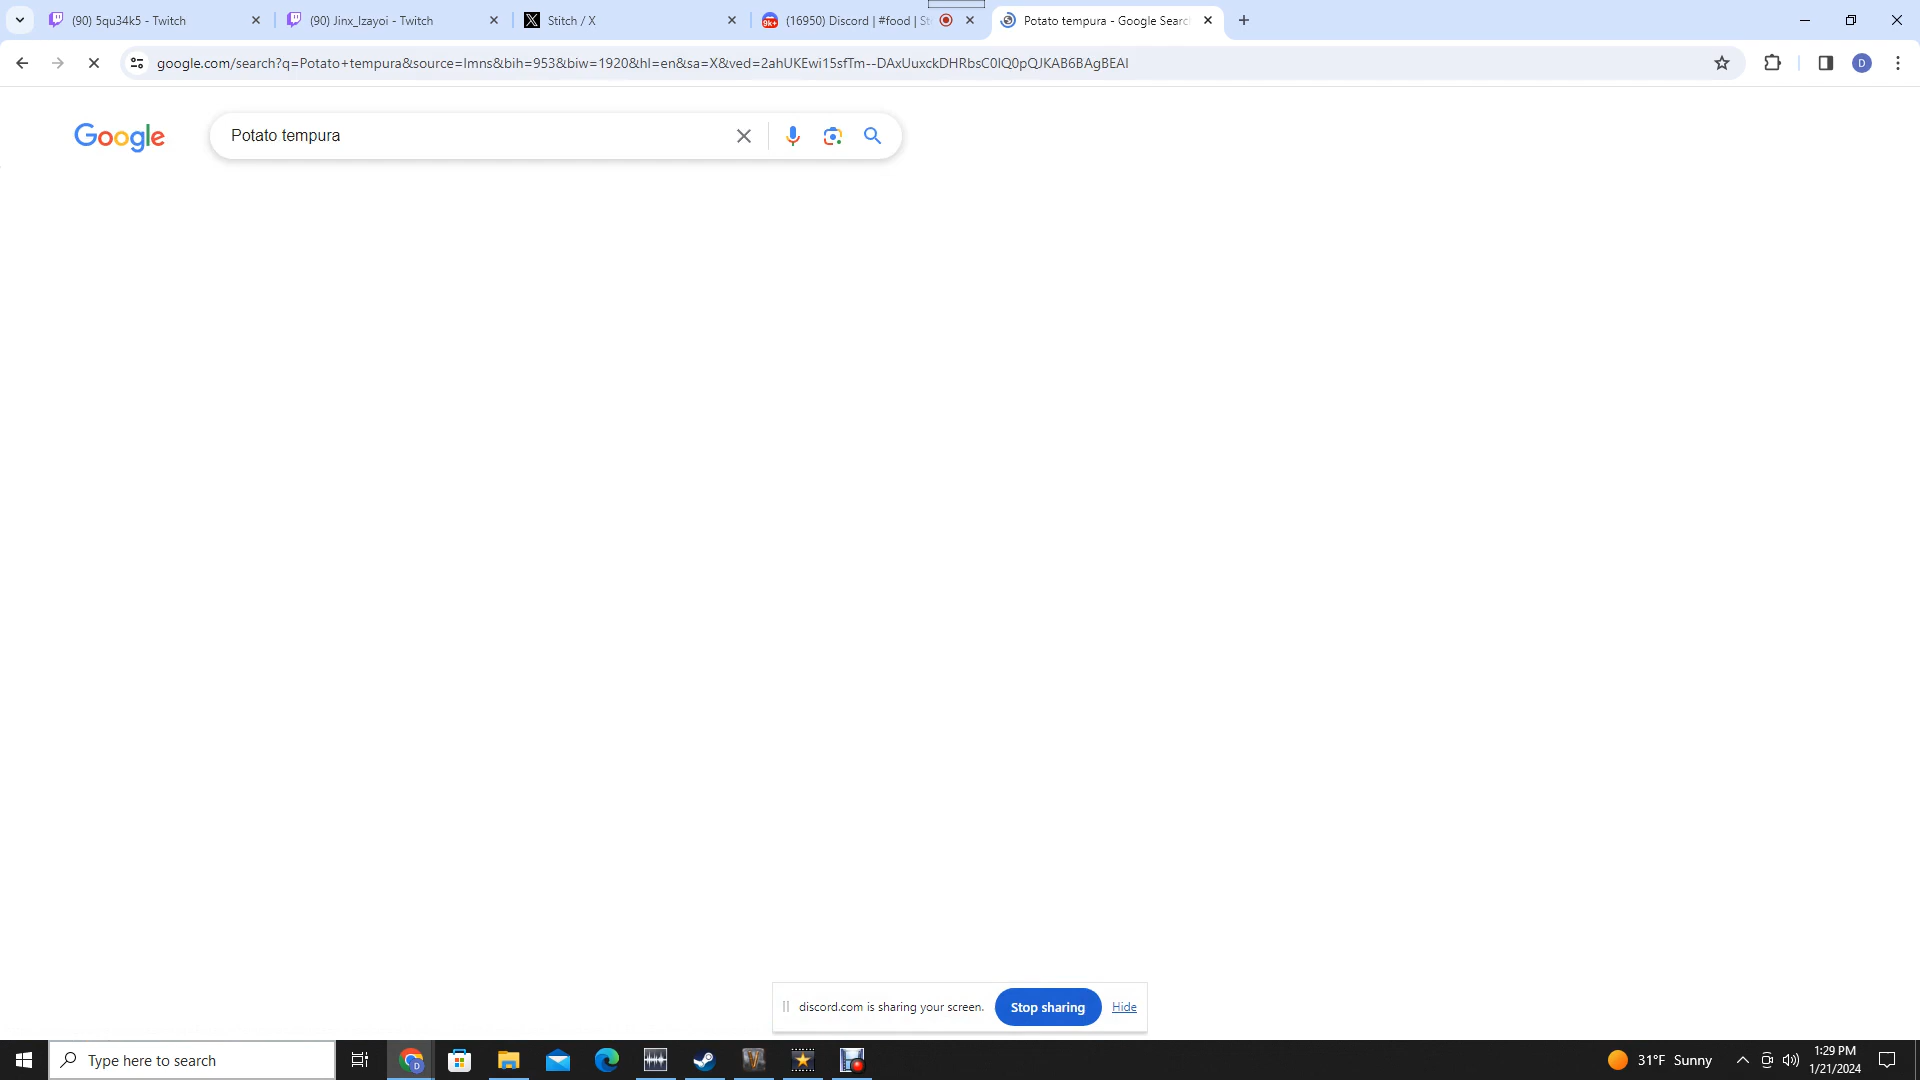 (90) 5qu34k5 - Twitch
(90) Jinx_Izayoi - Twitch
Stitch / X
(16950) Discord | #food | St
Potato tempura - Google Searc
google.com/search?q=Potato+tempura&source=lmns&bih=953&biw=1920&hl=en&sa=X&ved=2ahUKEwi15sfTm--DAxUuxckDHRbsC0IQ0pQJKAB6BAgBEAI
D
Google
Potato tempura
discord.com is sharing your screen.
Stop sharing
Hide
Type here to search
31°F Sunny
1:29 PM
1/21/2024